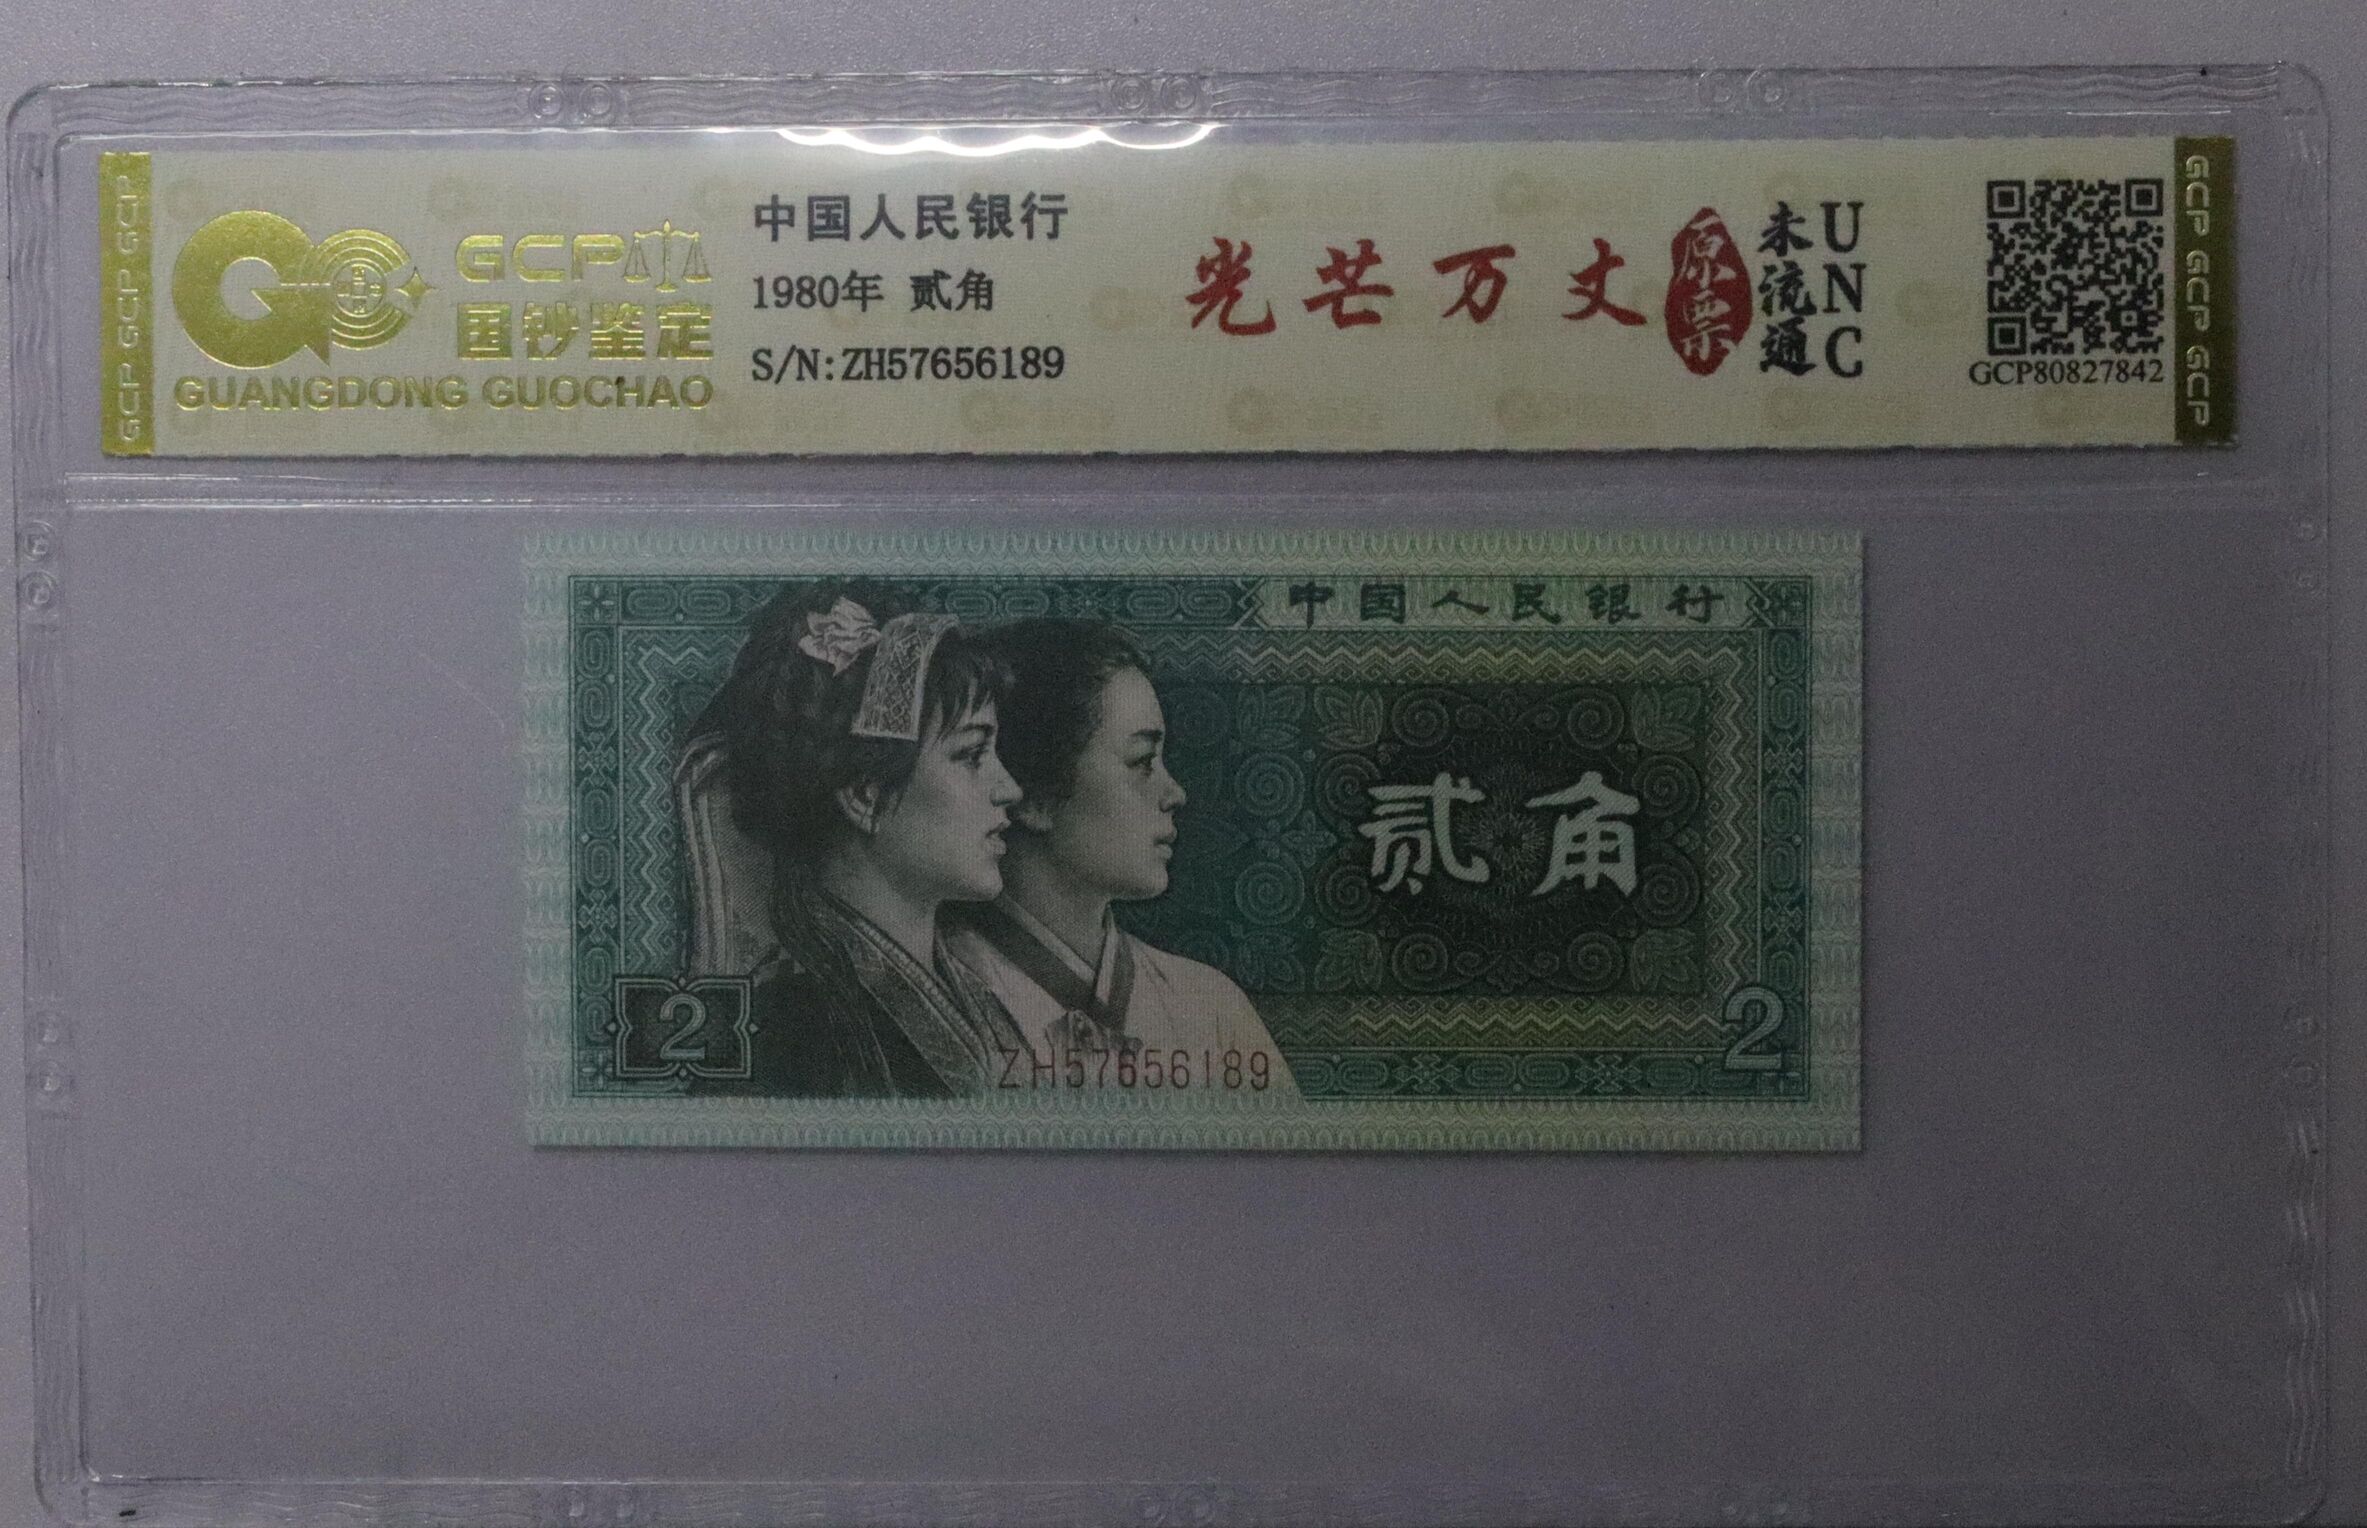 GCP
国钞鉴定
GUANGDONG GUOCHAO
中国人民银行
1980年 贰角
S/N:ZH57656189
光芒万丈
原票
未流通
UNC
GCP80827842
GCP GCP GCP
GCP GCP GCP
中国人民银行
贰角
2
2
ZH57656189